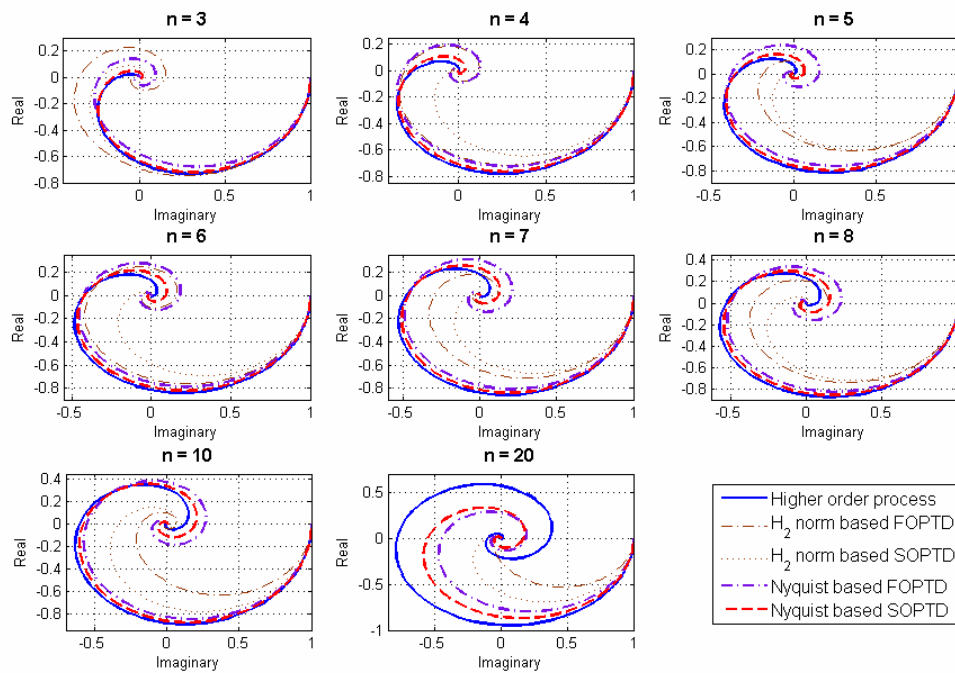 n = 3
n = 4
n = 5
0.2
0
-0.2
-0.4
-0.6
-0.8
Real
0
0.5
1
Imaginary
0.2
0
-0.2
-0.4
-0.6
-0.8
Real
0
0.5
1
Imaginary
0.2
0
-0.2
-0.4
-0.6
-0.8
Real
0
0.5
Imaginary
n = 6
n = 7
n = 8
0.2
0
-0.2
-0.4
-0.6
-0.8
Real
-0.5
0
0.5
1
Imaginary
0.2
0
-0.2
-0.4
-0.6
-0.8
Real
-0.5
0
0.5
1
Imaginary
0.2
0
-0.2
-0.4
-0.6
-0.8
Real
-0.5
0
0.5
Imaginary
n = 10
n = 20
0.4
0.2
0
-0.2
-0.4
-0.6
-0.8
Real
-0.5
0
0.5
1
Imaginary
1
0.5
0
-0.5
-1
Real
-0.5
0
0.5
1
Imaginary
Higher order process
H2 norm based FOPTD
H2 norm based SOPTD
Nyquist based FOPTD
Nyquist based SOPTD